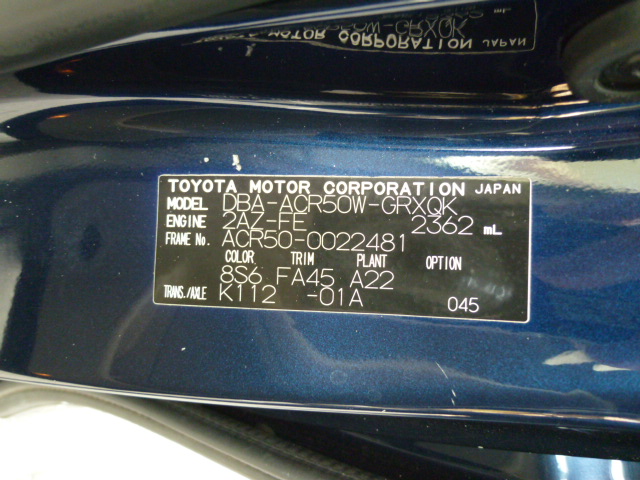 TOYOTA MOTOR CORPORATION JAPAN
MODEL DBA-ACR50W-GRXQK
ENGINE 2AZ-FE 2362 mL
FRAME No. ACR50-0022481
COLOR TRIM PLANT OPTION
8S6 FA45 A22
TRANS./AXLE K112 -01A
045